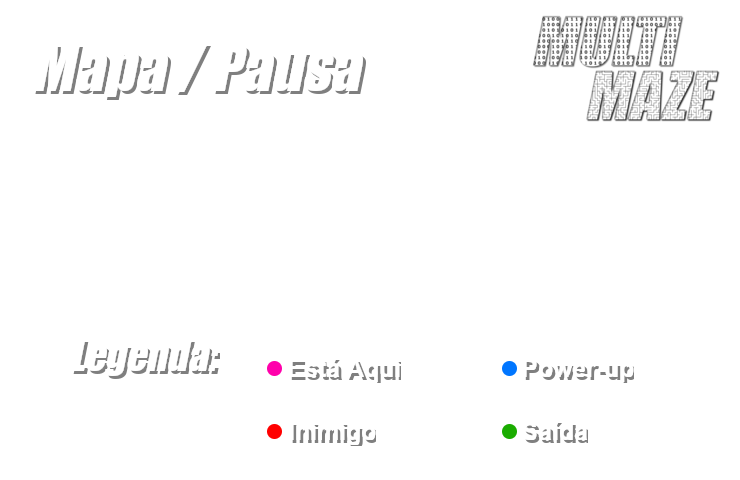 MULTI
MAZE
Mapa / Pausa
Legenda:
Está Aqui
Power-up
Inimigo
Saída